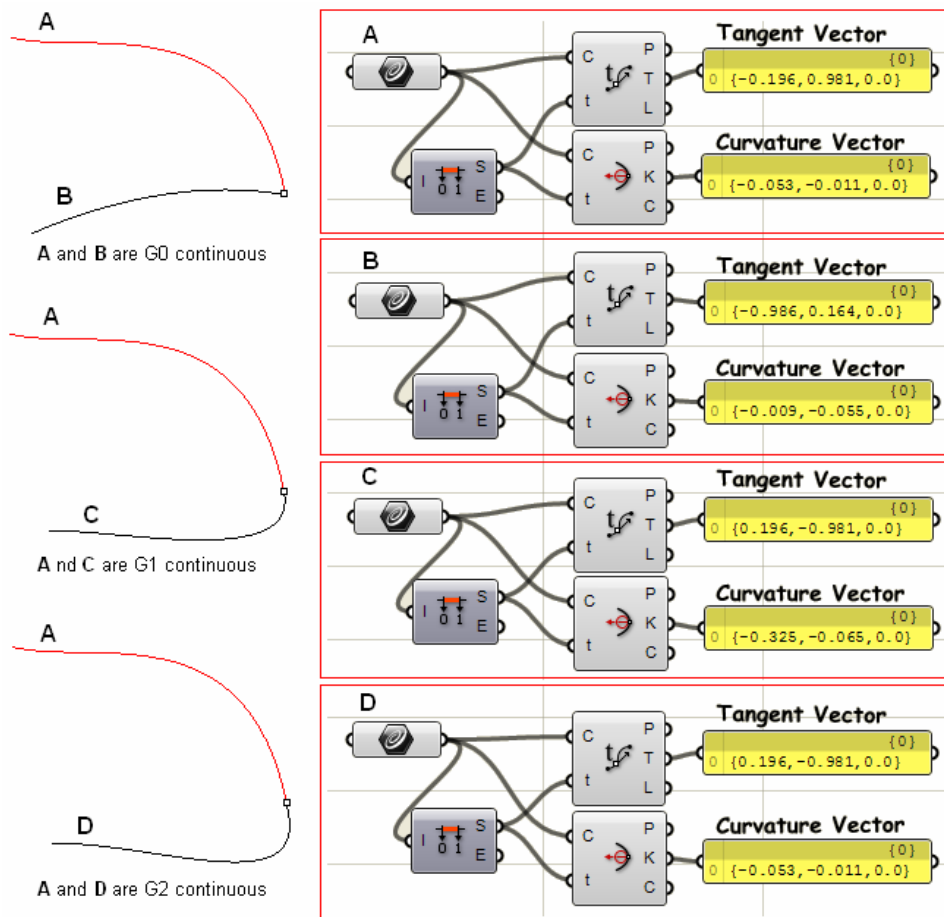 A
B
A and B are G0 continuous
A
C
A nd C are G1 continuous
A
D
A and D are G2 continuous
A
C
t
t
P
T
L
Tangent Vector
{0}
0 {-0.196,0.981,0.0}
I
0 1
S
E
C
t
P
K
C
Curvature Vector
{0}
0 {-0.053,-0.011,0.0}
B
C
t
t
P
T
L
Tangent Vector
{0}
0 {-0.986,0.164,0.0}
I
0 1
S
E
C
t
P
K
C
Curvature Vector
{0}
0 {-0.009,-0.055,0.0}
C
C
t
t
P
T
L
Tangent Vector
{0}
0 {0.196,-0.981,0.0}
I
0 1
S
E
C
t
P
K
C
Curvature Vector
{0}
0 {-0.325,-0.065,0.0}
D
C
t
t
P
T
L
Tangent Vector
{0}
0 {0.196,-0.981,0.0}
I
0 1
S
E
C
t
P
K
C
Curvature Vector
{0}
0 {-0.053,-0.011,0.0}